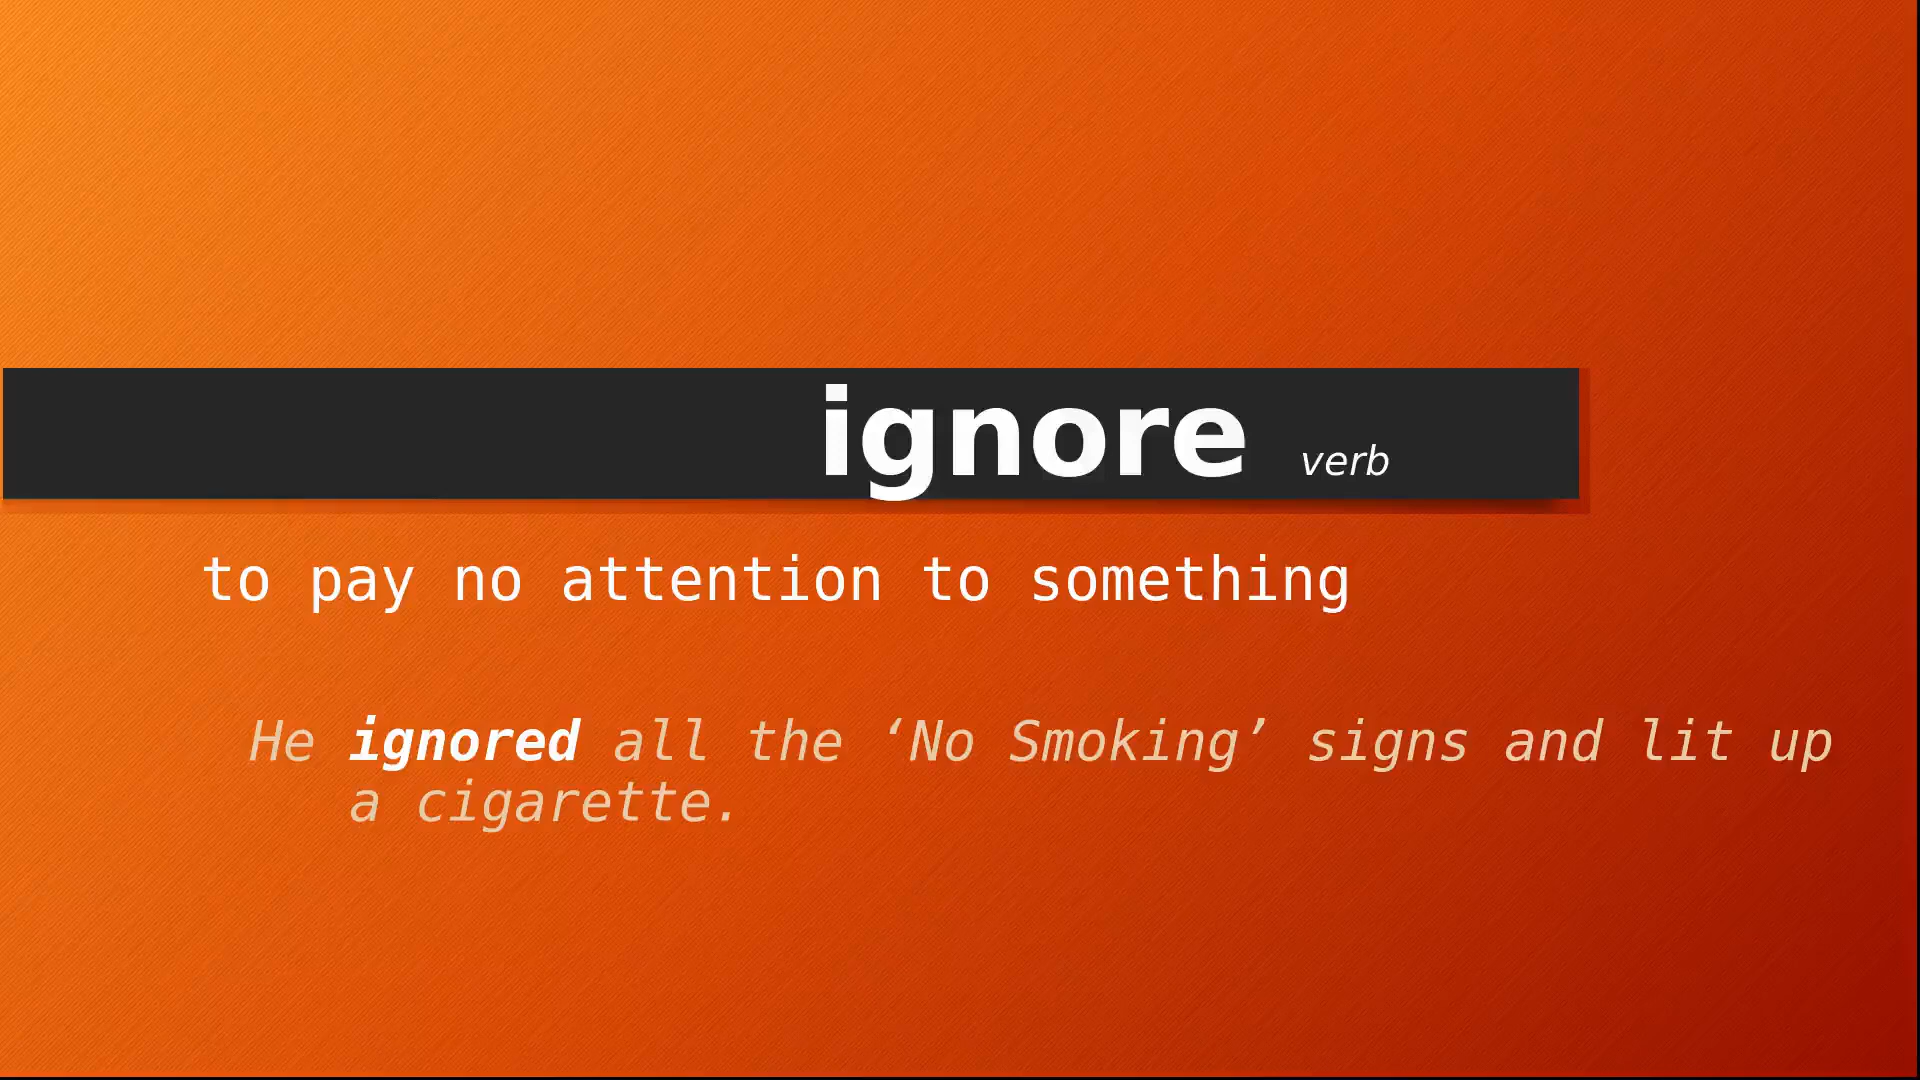 ignore verb
to pay no attention to something
He ignored all the ‘No Smoking’ signs and lit up
a cigarette.